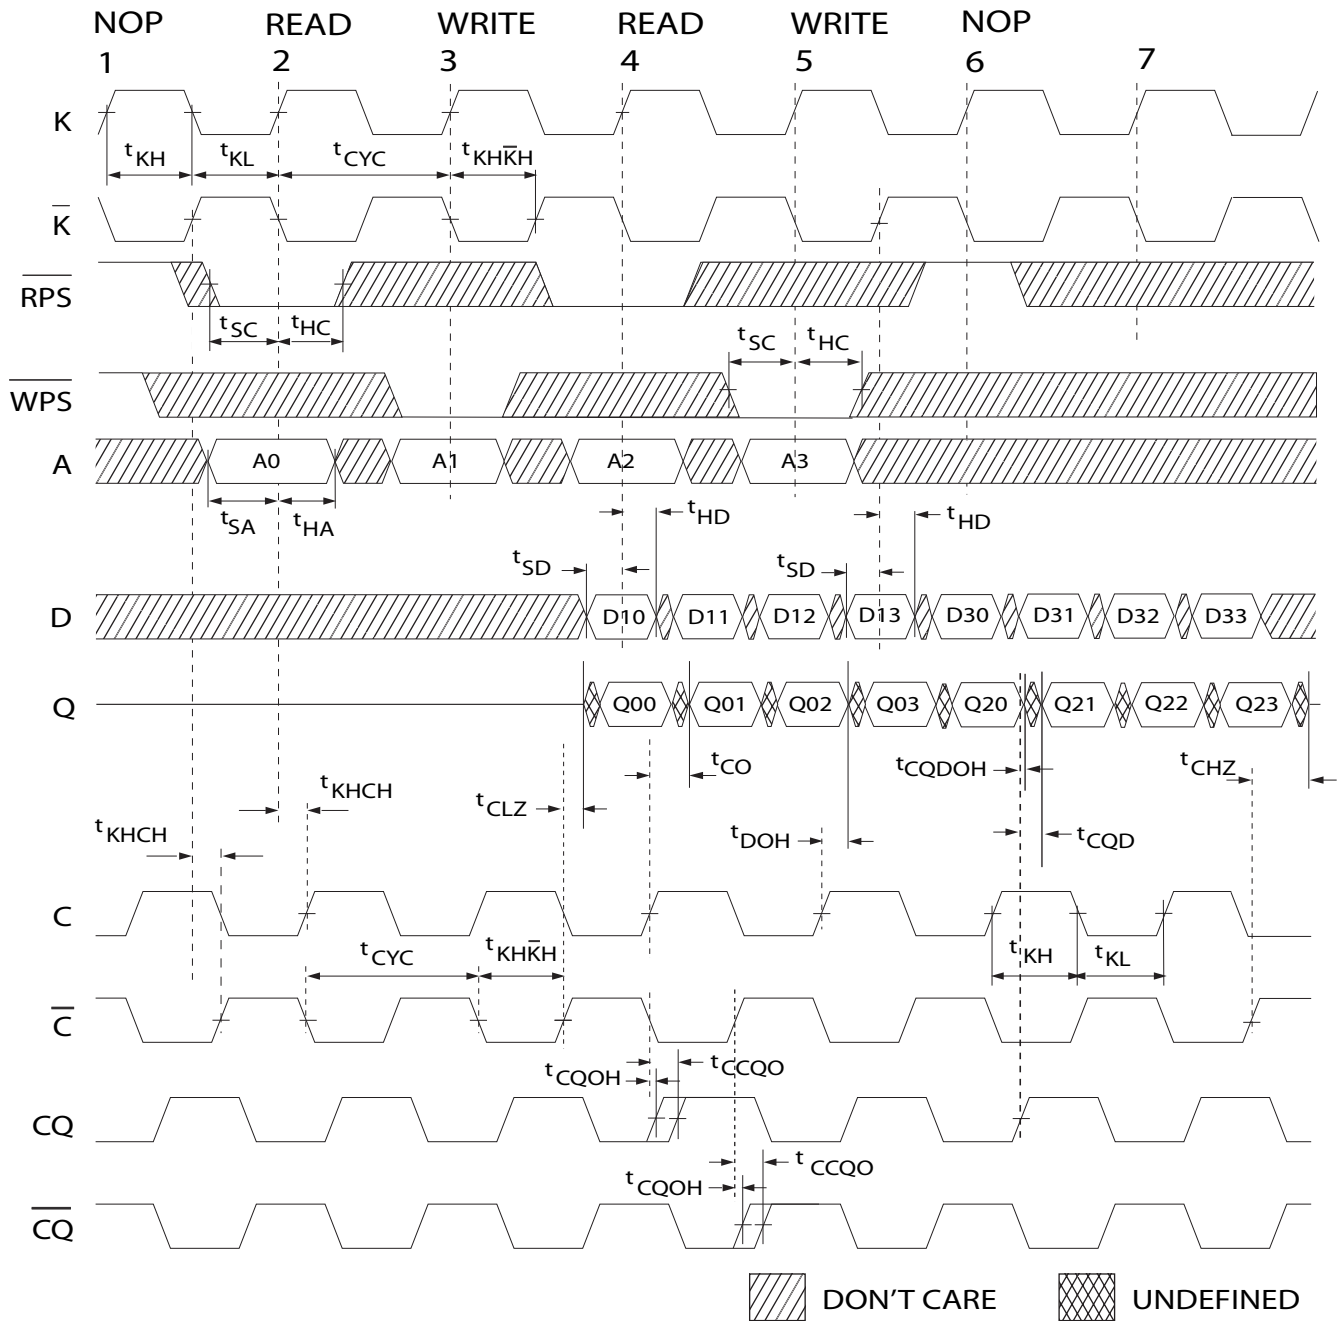 NOP READ WRITE READ WRITE NOP
1 2 3 4 5 6 7
K
tKH tKL tCYC tKHK̅H
K̅
R̅P̅S̅
tSC tHC
tSC tHC
W̅P̅S̅
A A0 A1 A2 A3
tSA tHA
tHD tHD
tSD tSD
D D10 D11 D12 D13 D30 D31 D32 D33
Q Q00 Q01 Q02 Q03 Q20 Q21 Q22 Q23
tCO tCQDOH tCHZ
tKHCH tCLZ
tKHCH tDOH tCQD
C
tCYC tKHK̅H tKH tKL
C̅
tCQOH tCCQO
CQ
tCQOH tCCQO
C̅Q̅
DON'T CARE UNDEFINED